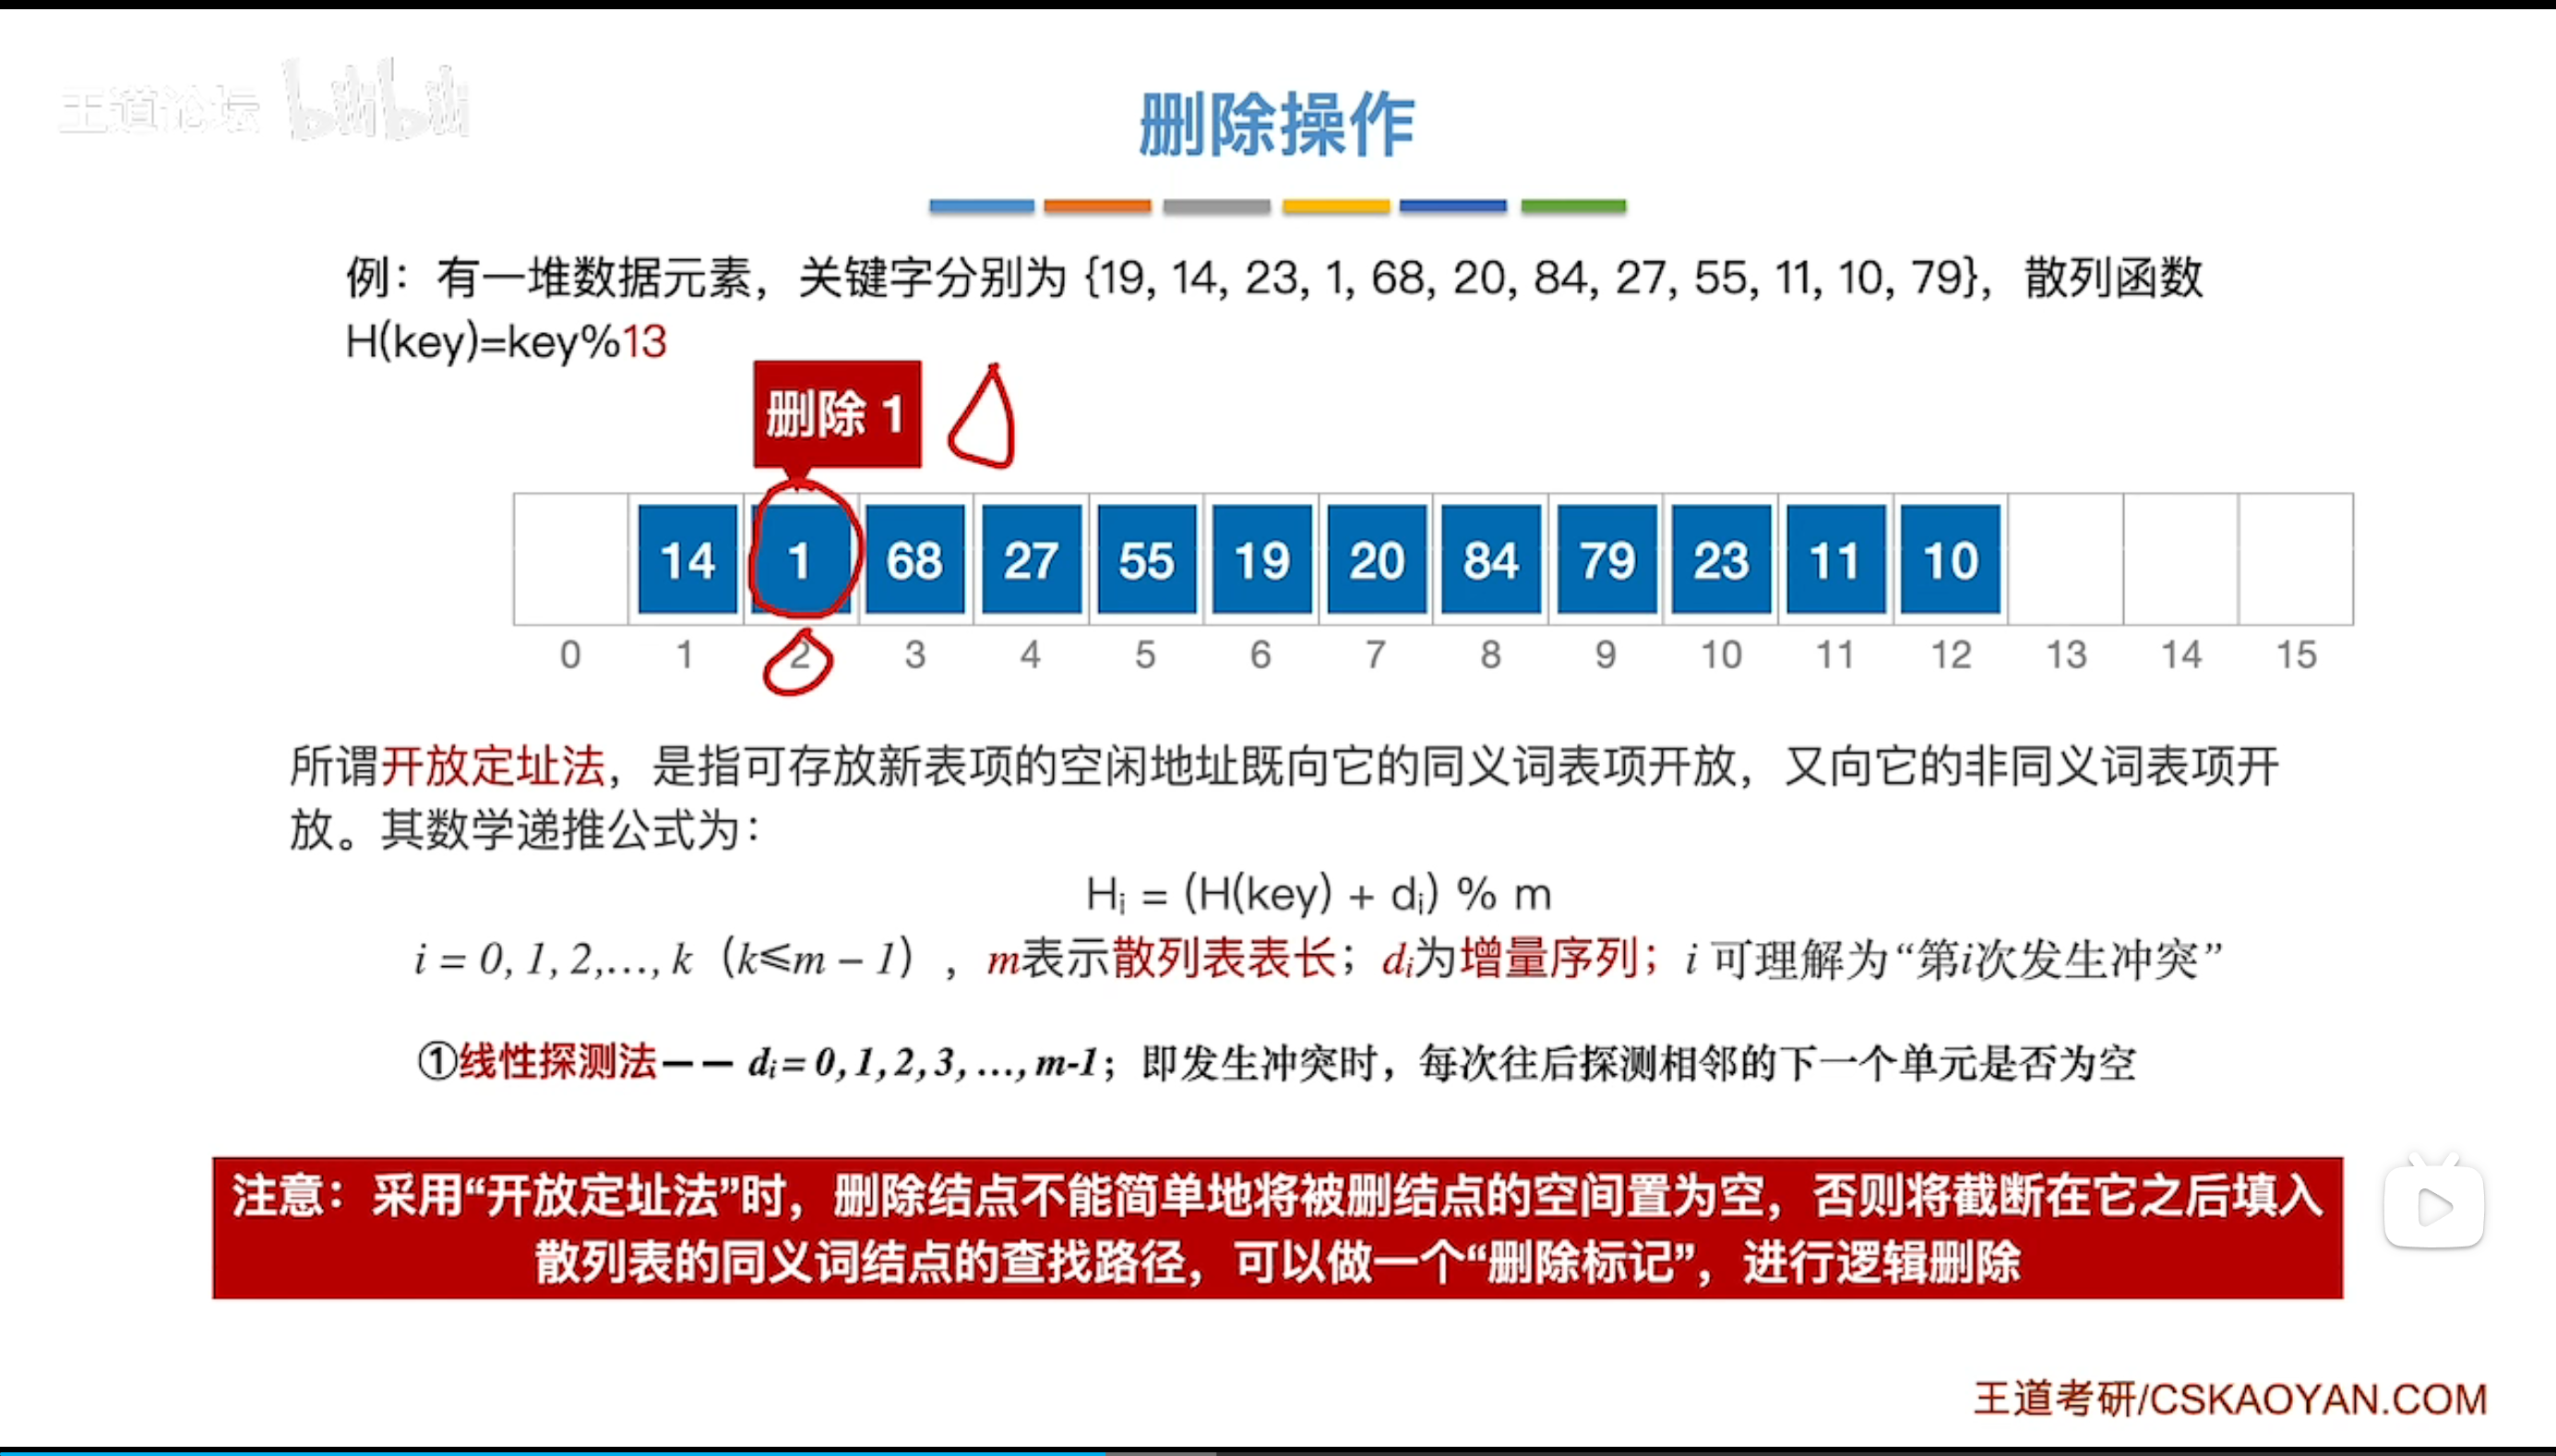 王道论坛 bilibili
删除操作
例：有一堆数据元素，关键字分别为 {19, 14, 23, 1, 68, 20, 84, 27, 55, 11, 10, 79}，散列函数
H(key)=key%13
删除 1
14 1 68 27 55 19 20 84 79 23 11 10
0 1 2 3 4 5 6 7 8 9 10 11 12 13 14 15
所谓开放定址法，是指可存放新表项的空闲地址既向它的同义词表项开放，又向它的非同义词表项开
放。其数学递推公式为：
Hi = (H(key) + di) % m
i = 0, 1, 2,…, k（k≤m – 1），m表示散列表表长；di为增量序列；i 可理解为“第i次发生冲突”
①线性探测法—— di = 0, 1, 2, 3, …, m-1；即发生冲突时，每次往后探测相邻的下一个单元是否为空
注意：采用“开放定址法”时，删除结点不能简单地将被删结点的空间置为空，否则将截断在它之后填入
散列表的同义词结点的查找路径，可以做一个“删除标记”，进行逻辑删除
王道考研/CSKAOYAN.COM